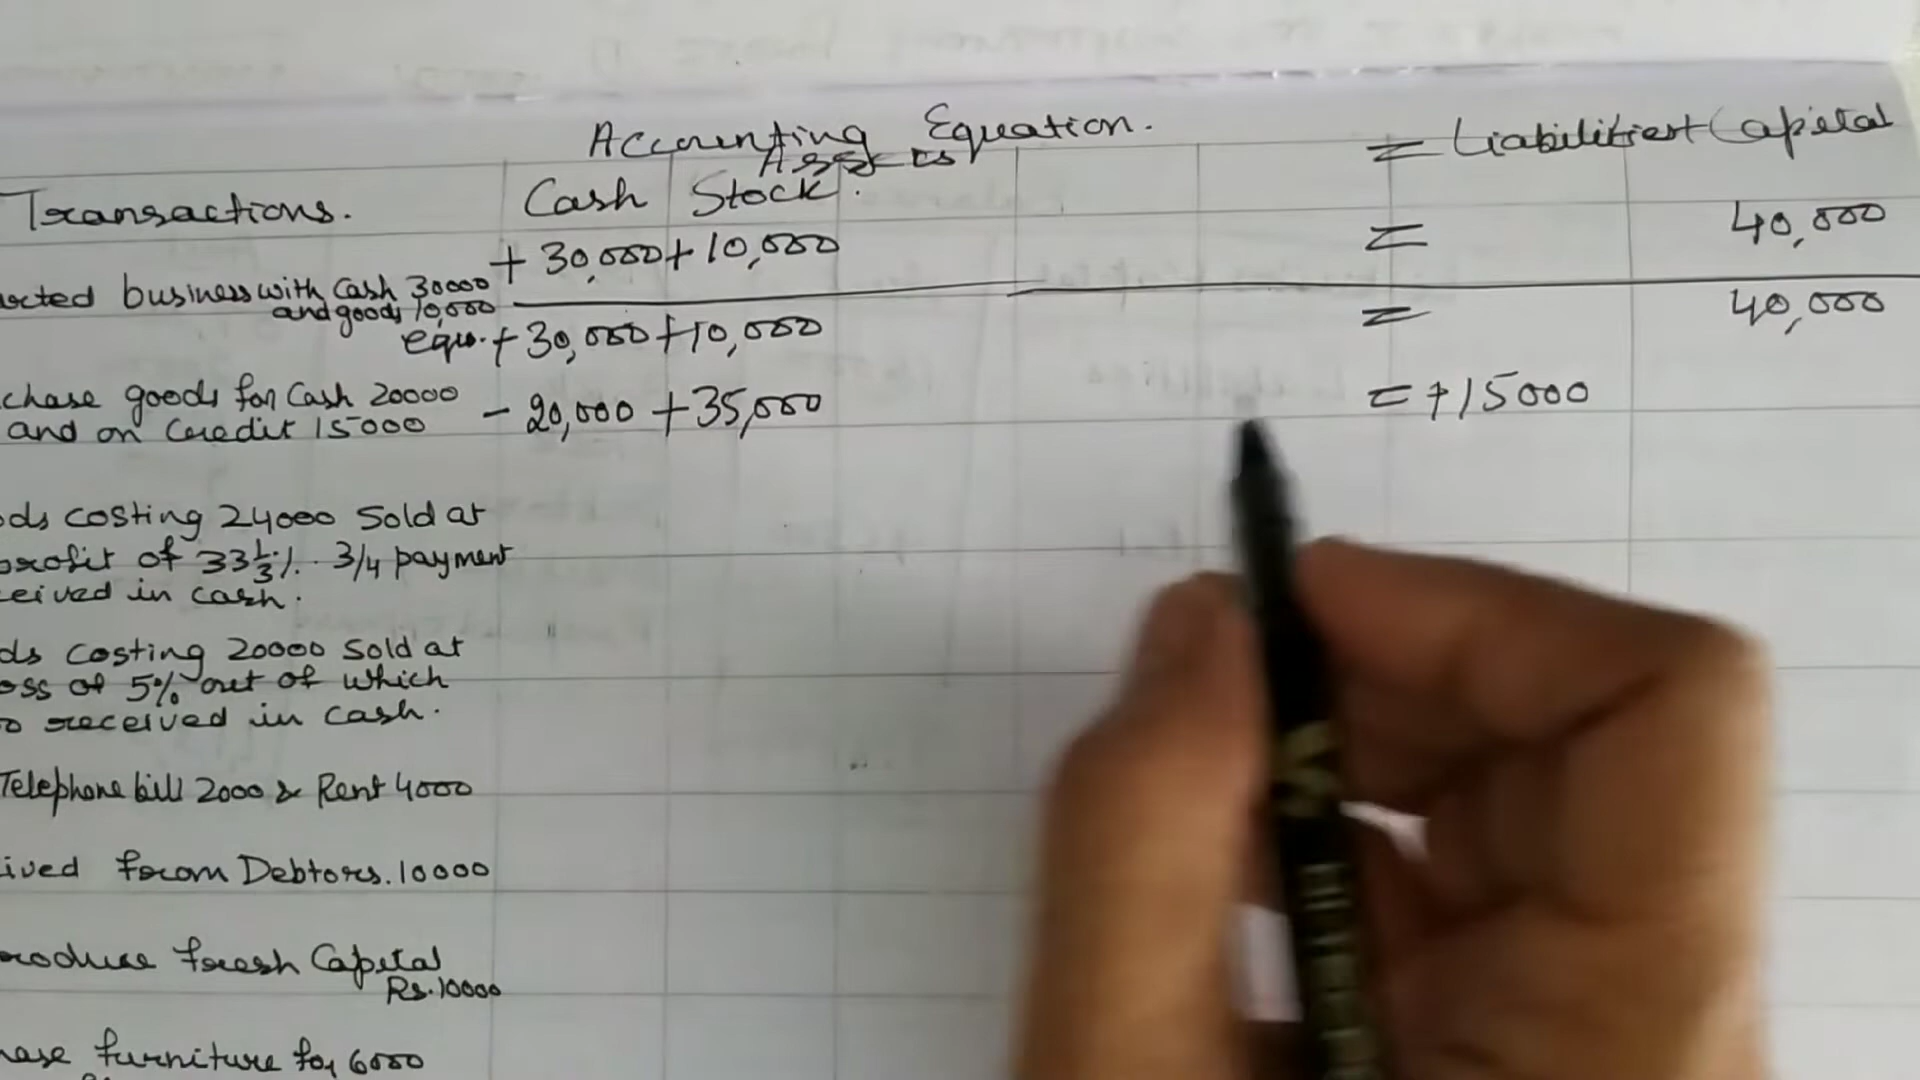 Accounting Equation.
Assets = Liabilities + Capital
Transactions. Cash Stock.
+ 30,000 + 10,000 = 40,000
business with cash 30000
and goods 10,000
equ. + 30,000 + 10,000 = 40,000
chase goods for Cash 20000
- 20,000 + 35,000 = +15000
and on Credit 15000
ds costing 24000 sold at
profit of 33 1/3 %. 3/4 payment
ceived in cash.
ds costing 20000 sold at
oss of 5% out of which
received in cash.
Telephone bill 2000 & Rent 4000
ived from Debtors. 10000
roduce fresh Capital
Rs. 10000
hase furniture for 6000